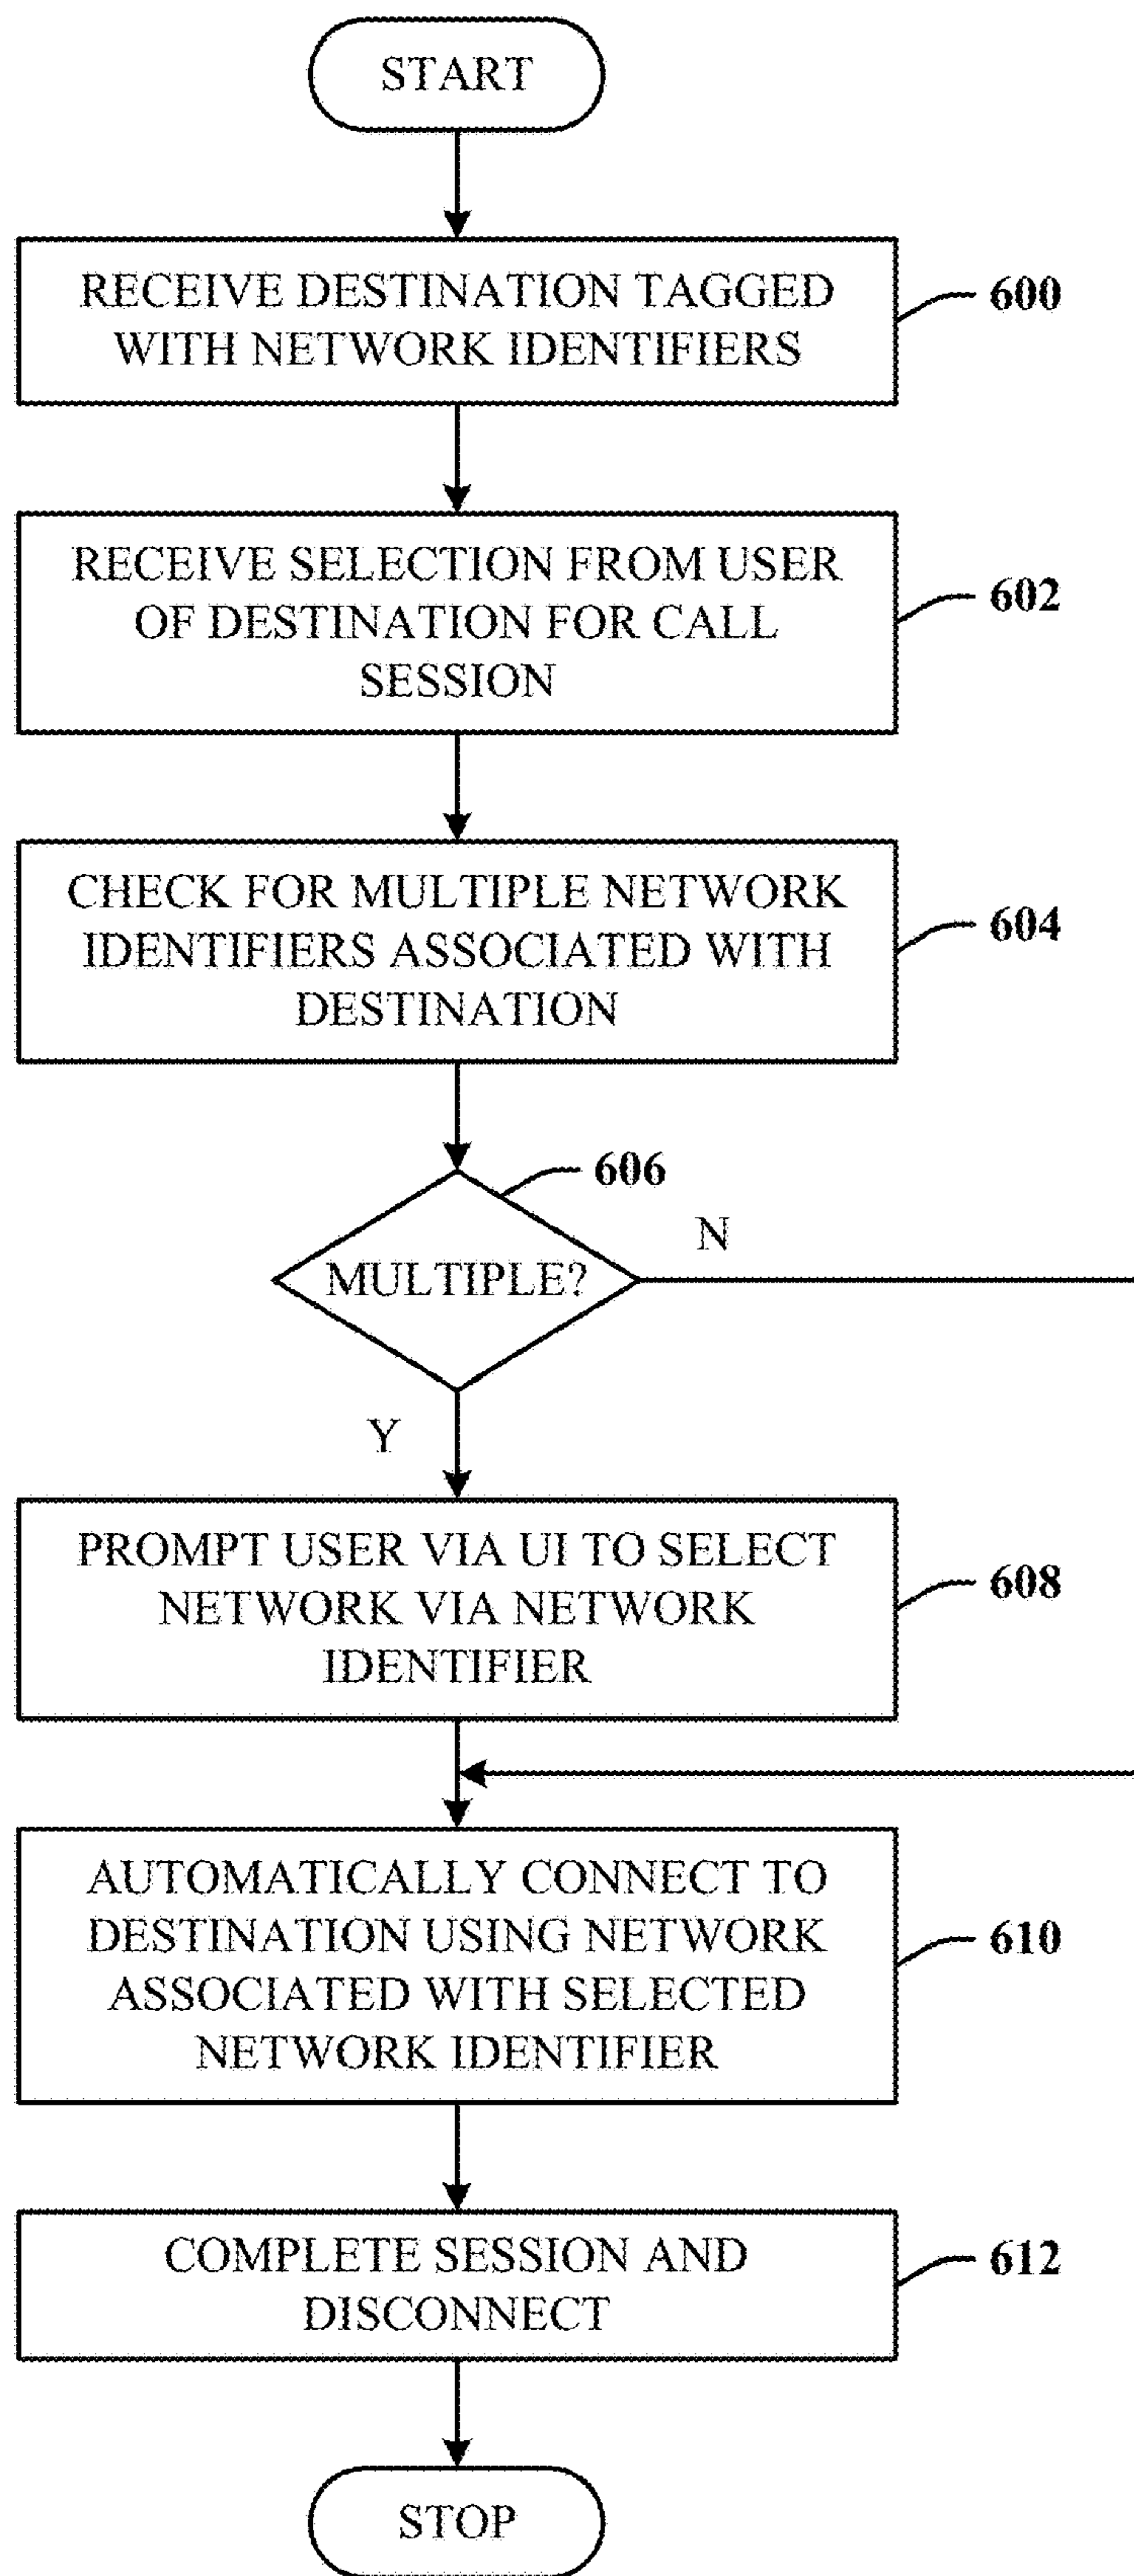 START
RECEIVE DESTINATION TAGGED
WITH NETWORK IDENTIFIERS
600
RECEIVE SELECTION FROM USER
OF DESTINATION FOR CALL
SESSION
602
CHECK FOR MULTIPLE NETWORK
IDENTIFIERS ASSOCIATED WITH
DESTINATION
604
606
MULTIPLE?
N
Y
PROMPT USER VIA UI TO SELECT
NETWORK VIA NETWORK
IDENTIFIER
608
AUTOMATICALLY CONNECT TO
DESTINATION USING NETWORK
ASSOCIATED WITH SELECTED
NETWORK IDENTIFIER
610
COMPLETE SESSION AND
DISCONNECT
612
STOP